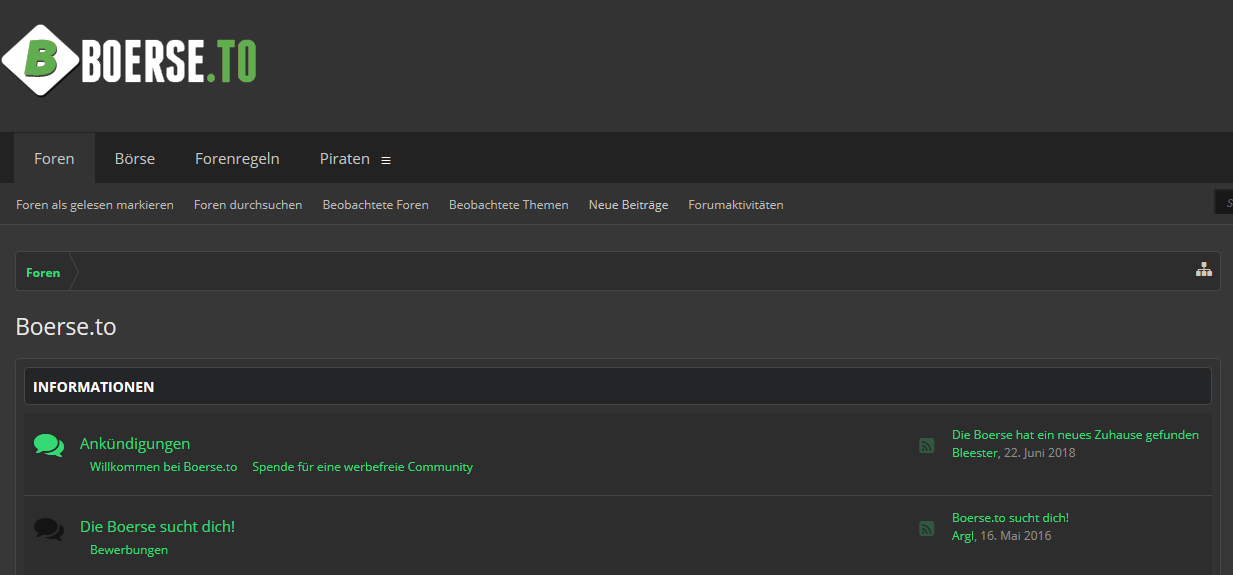 B BOERSE.TO
Foren Börse Forenregeln Piraten
Foren als gelesen markieren Foren durchsuchen Beobachtete Foren Beobachtete Themen Neue Beiträge Forumaktivitäten S
Foren
Boerse.to
INFORMATIONEN
Ankündigungen
Willkommen bei Boerse.to Spende für eine werbefreie Community
Die Boerse hat ein neues Zuhause gefunden
Bleester, 22. Juni 2018
Die Boerse sucht dich!
Bewerbungen
Boerse.to sucht dich!
Argl, 16. Mai 2016